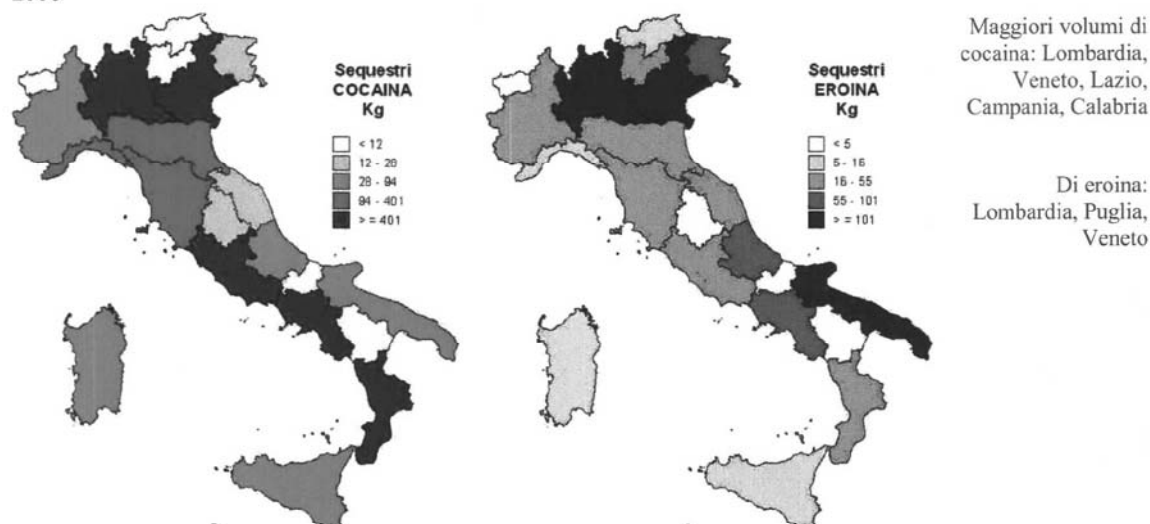 Sequestri
COCAINA
Kg
< 12
12 - 28
28 - 94
94 - 401
> = 401
Sequestri
EROINA
Kg
< 5
5 - 16
16 - 55
55 - 101
> = 101
Maggiori volumi di
cocaina: Lombardia,
Veneto, Lazio,
Campania, Calabria
Di eroina:
Lombardia, Puglia,
Veneto